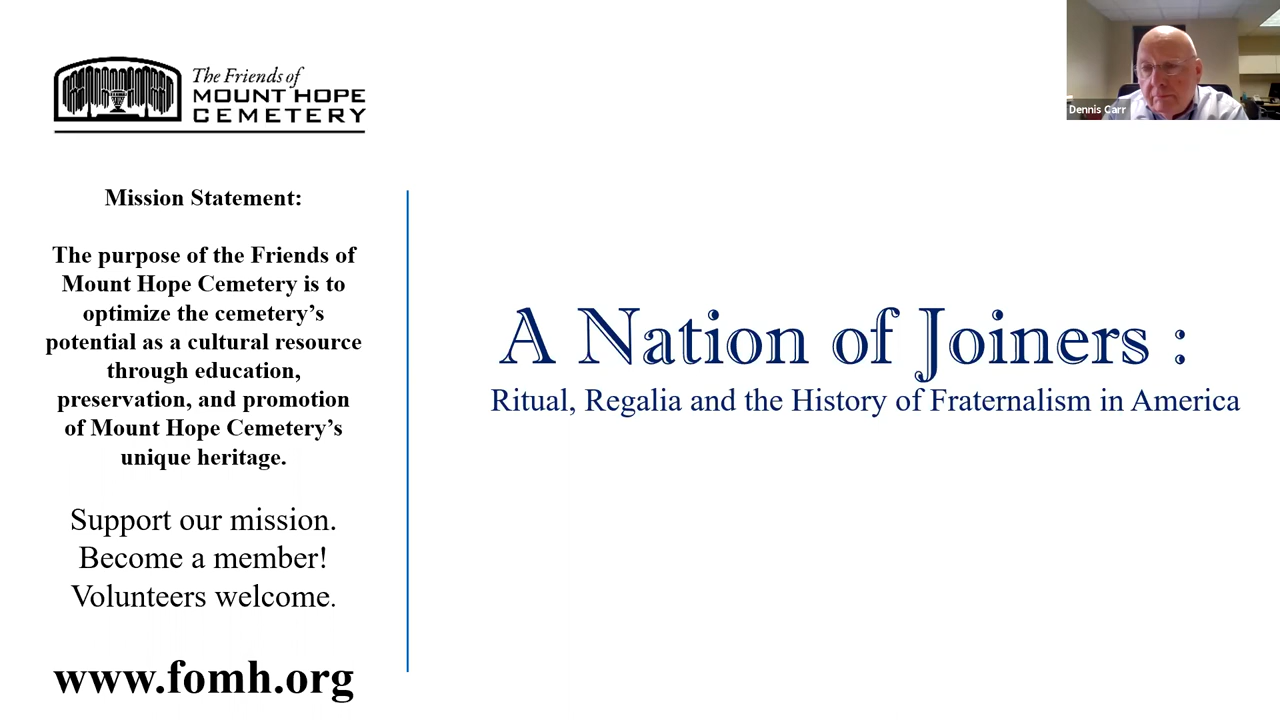 The Friends of
MOUNT HOPE
CEMETERY
Dennis Carr
Mission Statement:
The purpose of the Friends of
Mount Hope Cemetery is to
optimize the cemetery’s
potential as a cultural resource
through education,
preservation, and promotion
of Mount Hope Cemetery’s
unique heritage.
Support our mission.
Become a member!
Volunteers welcome.
www.fomh.org
A Nation of Joiners :
Ritual, Regalia and the History of Fraternalism in America